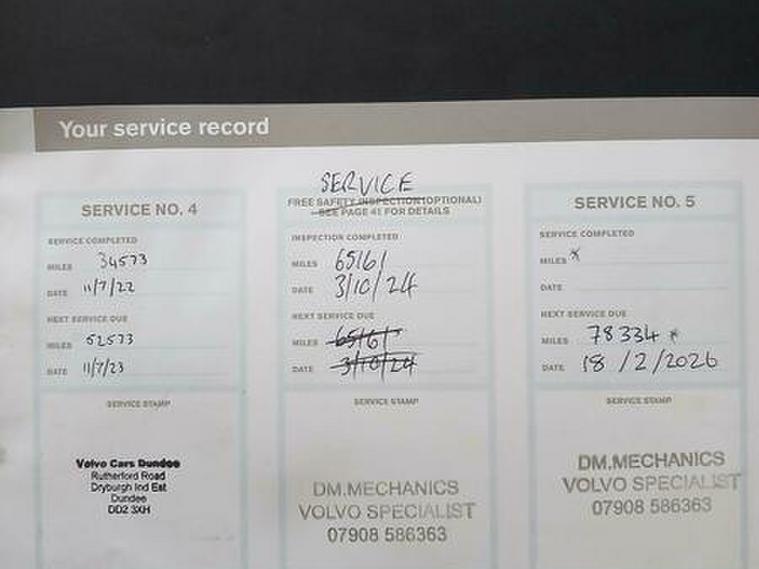 Your service record
SERVICE NO. 4
SERVICE COMPLETED
MILES 34573
DATE 11/7/22
NEXT SERVICE DUE
MILES 52573
DATE 11/7/23
SERVICE STAMP
Volvo Cars Dundee
Rutherford Road
Dryburgh Ind Est
Dundee
DD2 3XH
SERVICE
FREE SAFETY INSPECTION (OPTIONAL)
SEE PAGE 41 FOR DETAILS
INSPECTION COMPLETED
MILES 65161
DATE 3/10/24
NEXT SERVICE DUE
MILES 65161
DATE 3/10/24
SERVICE STAMP
DM.MECHANICS
VOLVO SPECIALIST
07908 586363
SERVICE NO. 5
SERVICE COMPLETED
MILES *
DATE
NEXT SERVICE DUE
MILES 78334 *
DATE 18/2/2026
SERVICE STAMP
DM.MECHANICS
VOLVO SPECIALIST
07908 586363